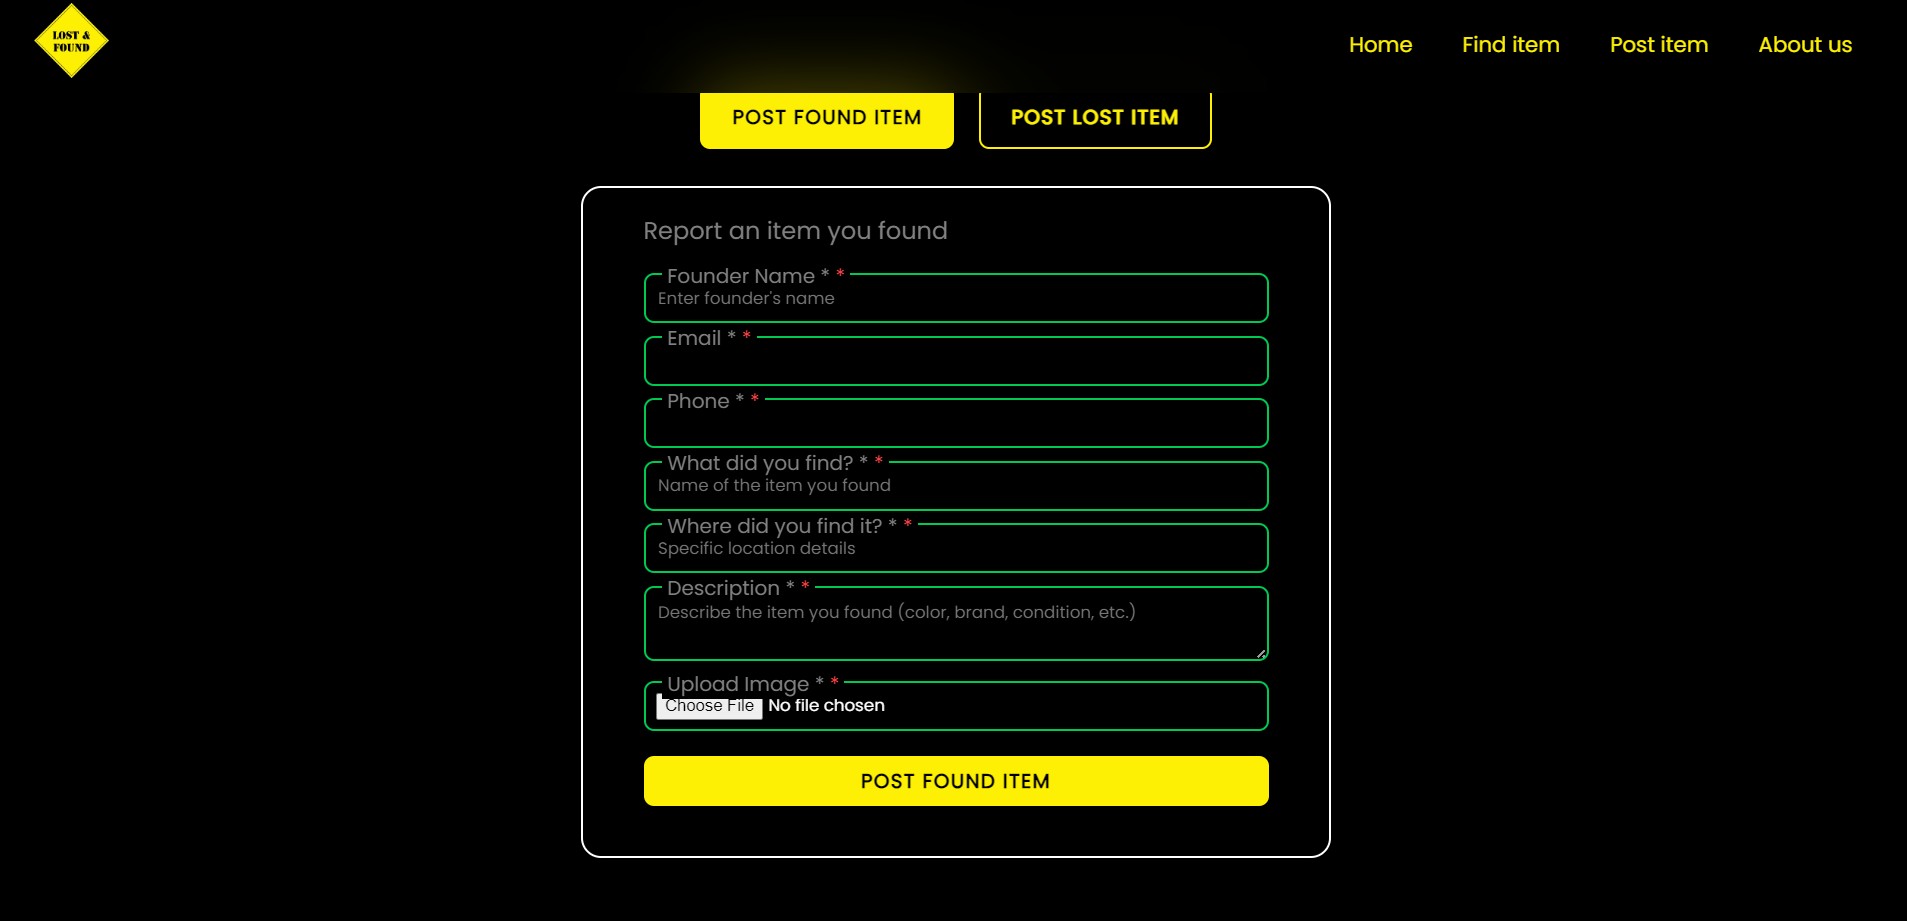 LOST &
FOUND
Home Find item Post item About us
POST FOUND ITEM POST LOST ITEM
Report an item you found
Founder Name * *
Enter founder's name
Email * *
Phone * *
What did you find? * *
Name of the item you found
Where did you find it? * *
Specific location details
Description * *
Describe the item you found (color, brand, condition, etc.)
Upload Image * *
Choose File No file chosen
POST FOUND ITEM